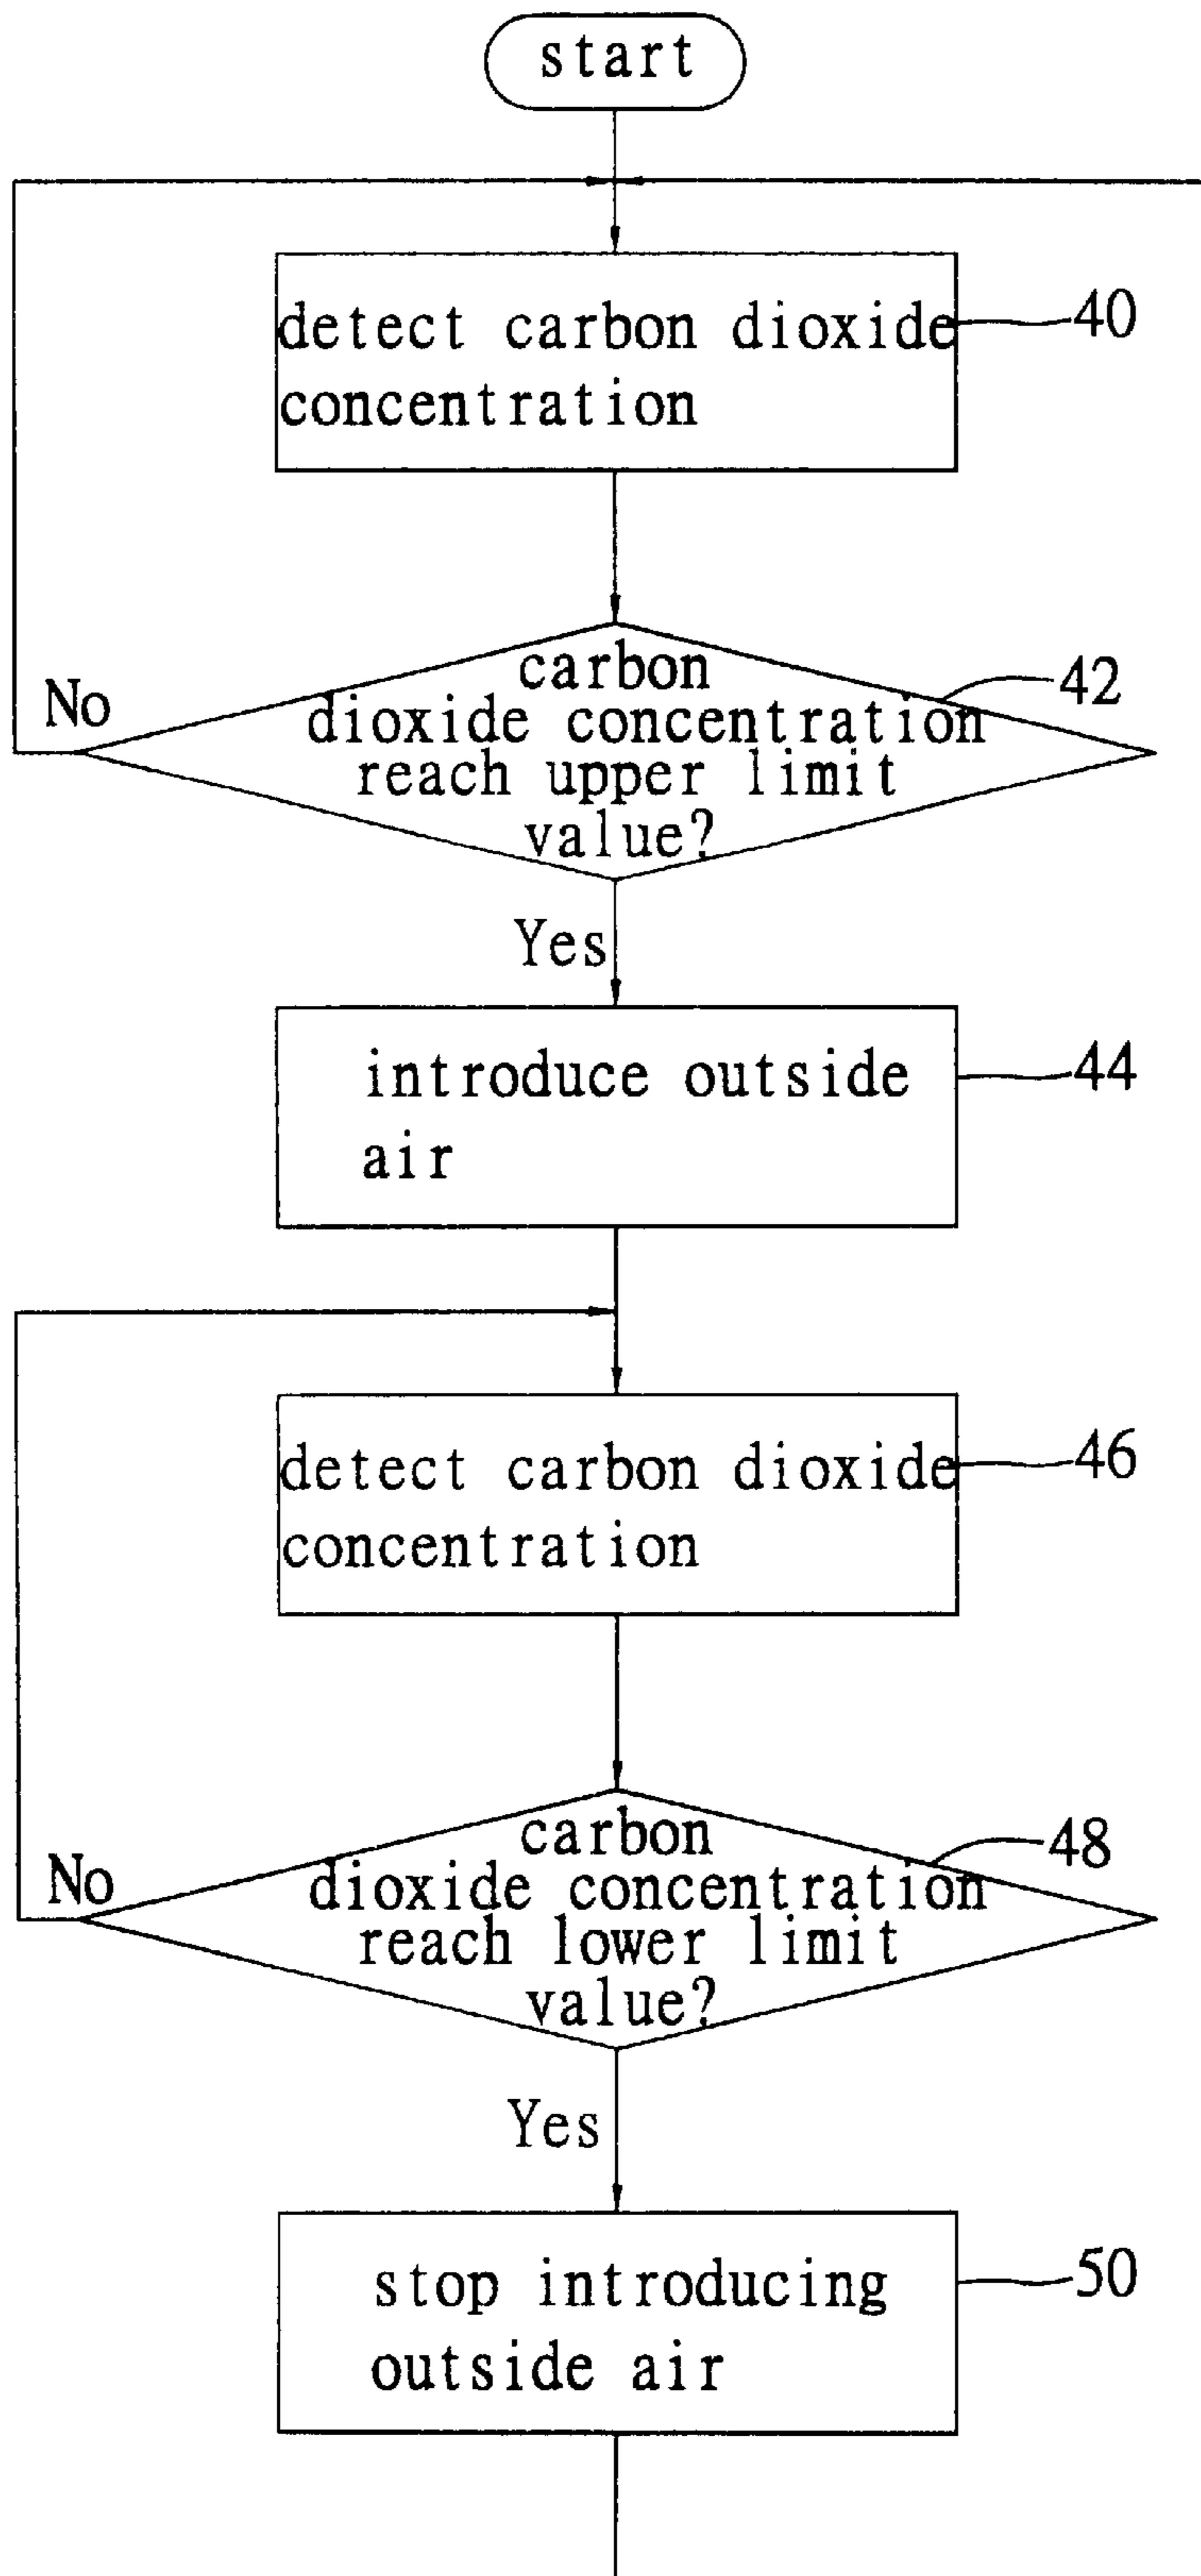 start
detect carbon dioxide
concentration
40
carbon
dioxide concentration
reach upper limit
value?
42
No
Yes
introduce outside
air
44
detect carbon dioxide
concentration
46
carbon
dioxide concentration
reach lower limit
value?
48
No
Yes
stop introducing
outside air
50